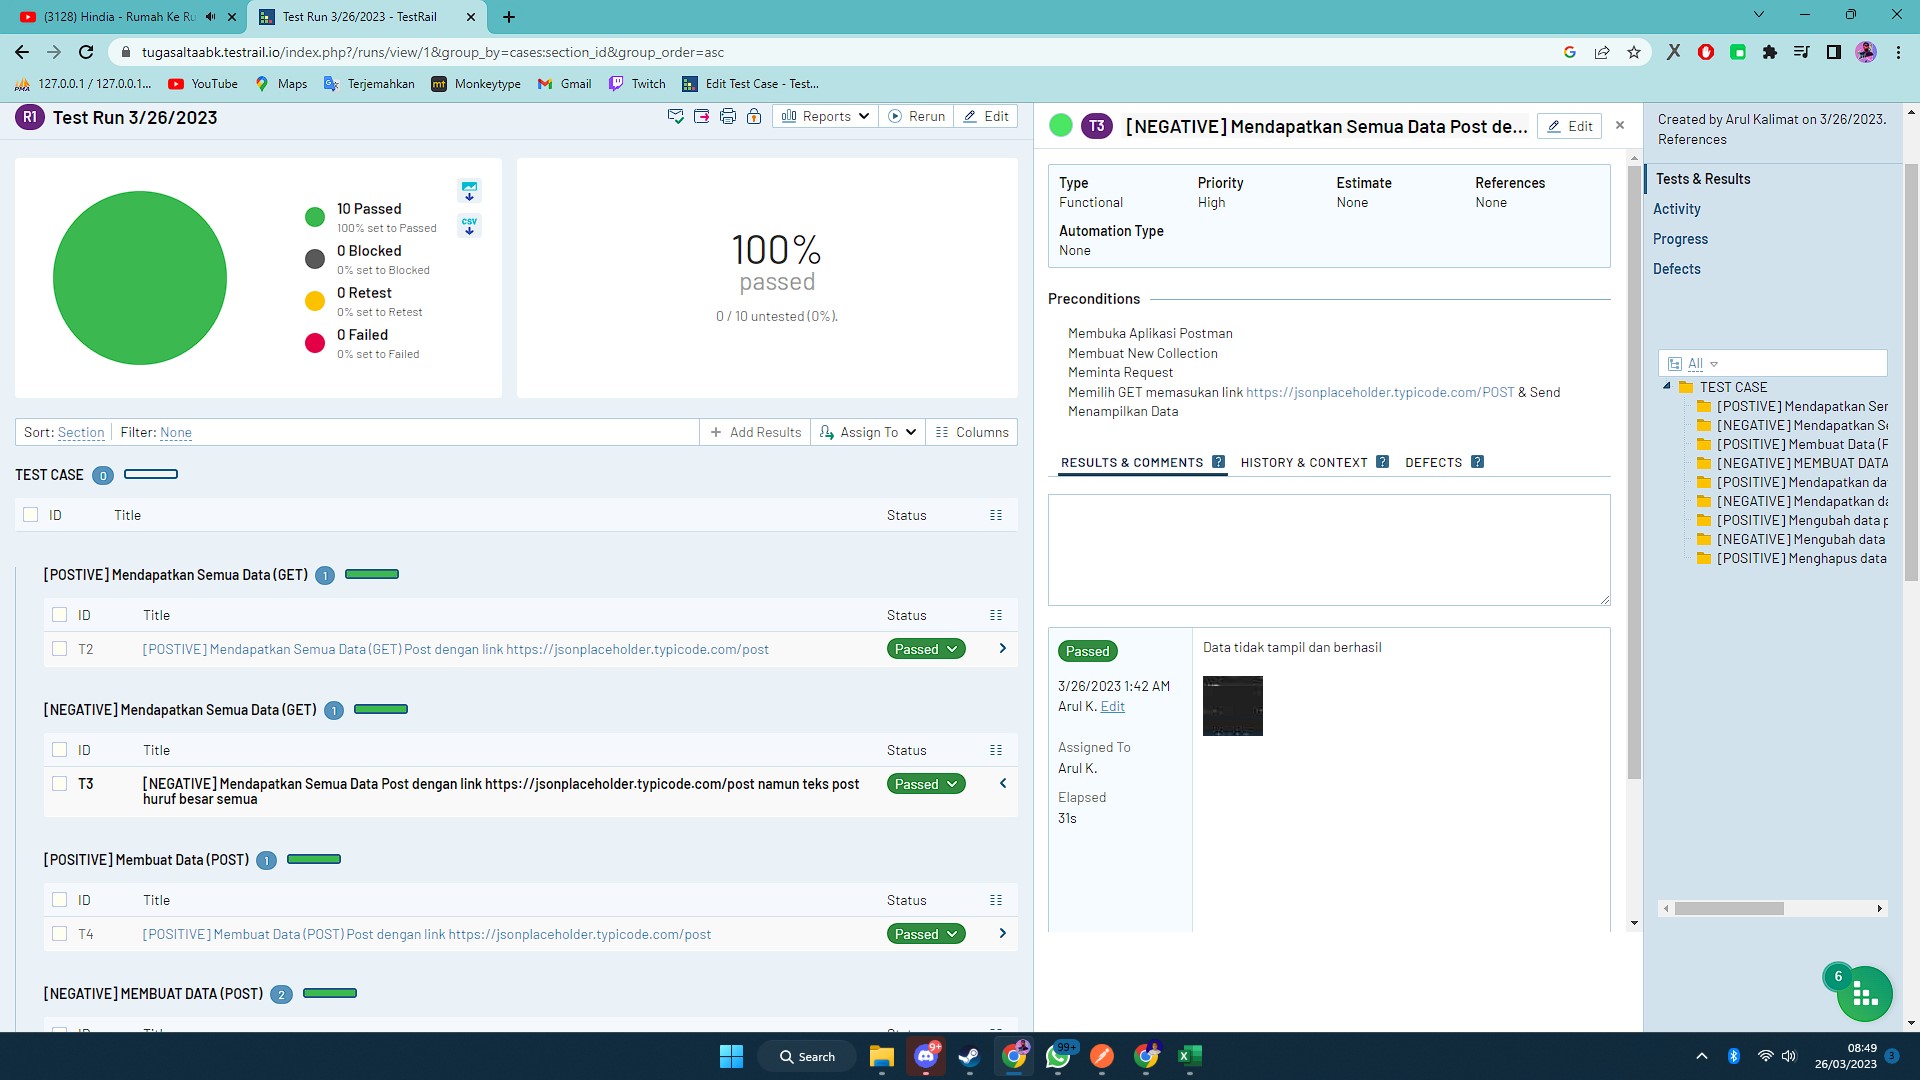 (3128) Hindia - Rumah Ke Ru
Test Run 3/26/2023 - TestRail
tugasaltaabk.testrail.io/index.php?/runs/view/1&group_by=cases:section_id&group_order=asc
127.0.0.1 / 127.0.0.1...
YouTube
Maps
Terjemahkan
mt Monkeytype
Gmail
Twitch
Edit Test Case - Test...
R1 Test Run 3/26/2023
Reports
Rerun
Edit
10 Passed
100% set to Passed
0 Blocked
0% set to Blocked
0 Retest
0% set to Retest
0 Failed
0% set to Failed
CSV
100%
passed
0 / 10 untested (0%).
Sort: Section
Filter: None
Add Results
Assign To
Columns
TEST CASE 0
ID Title Status
[POSTIVE] Mendapatkan Semua Data (GET) 1
ID Title Status
T2 [POSTIVE] Mendapatkan Semua Data (GET) Post dengan link https://jsonplaceholder.typicode.com/post Passed
[NEGATIVE] Mendapatkan Semua Data (GET) 1
ID Title Status
T3 [NEGATIVE] Mendapatkan Semua Data Post dengan link https://jsonplaceholder.typicode.com/post namun teks post Passed
huruf besar semua
[POSITIVE] Membuat Data (POST) 1
ID Title Status
T4 [POSITIVE] Membuat Data (POST) Post dengan link https://jsonplaceholder.typicode.com/post Passed
[NEGATIVE] MEMBUAT DATA (POST) 2
T3 [NEGATIVE] Mendapatkan Semua Data Post de...
Edit
Type Priority Estimate References
Functional High None None
Automation Type
None
Preconditions
Membuka Aplikasi Postman
Membuat New Collection
Meminta Request
Memilih GET memasukan link https://jsonplaceholder.typicode.com/POST & Send
Menampilkan Data
RESULTS & COMMENTS ?
HISTORY & CONTEXT ?
DEFECTS ?
Passed
Data tidak tampil dan berhasil
3/26/2023 1:42 AM
Arul K. Edit
Assigned To
Arul K.
Elapsed
31s
Created by Arul Kalimat on 3/26/2023.
References
Tests & Results
Activity
Progress
Defects
All
TEST CASE
[POSTIVE] Mendapatkan Ser
[NEGATIVE] Mendapatkan Se
[POSITIVE] Membuat Data (F
[NEGATIVE] MEMBUAT DATA
[POSITIVE] Mendapatkan da
[NEGATIVE] Mendapatkan da
[POSITIVE] Mengubah data p
[NEGATIVE] Mengubah data
[POSITIVE] Menghapus data
6
Search
9+
99+
08:49
26/03/2023
3